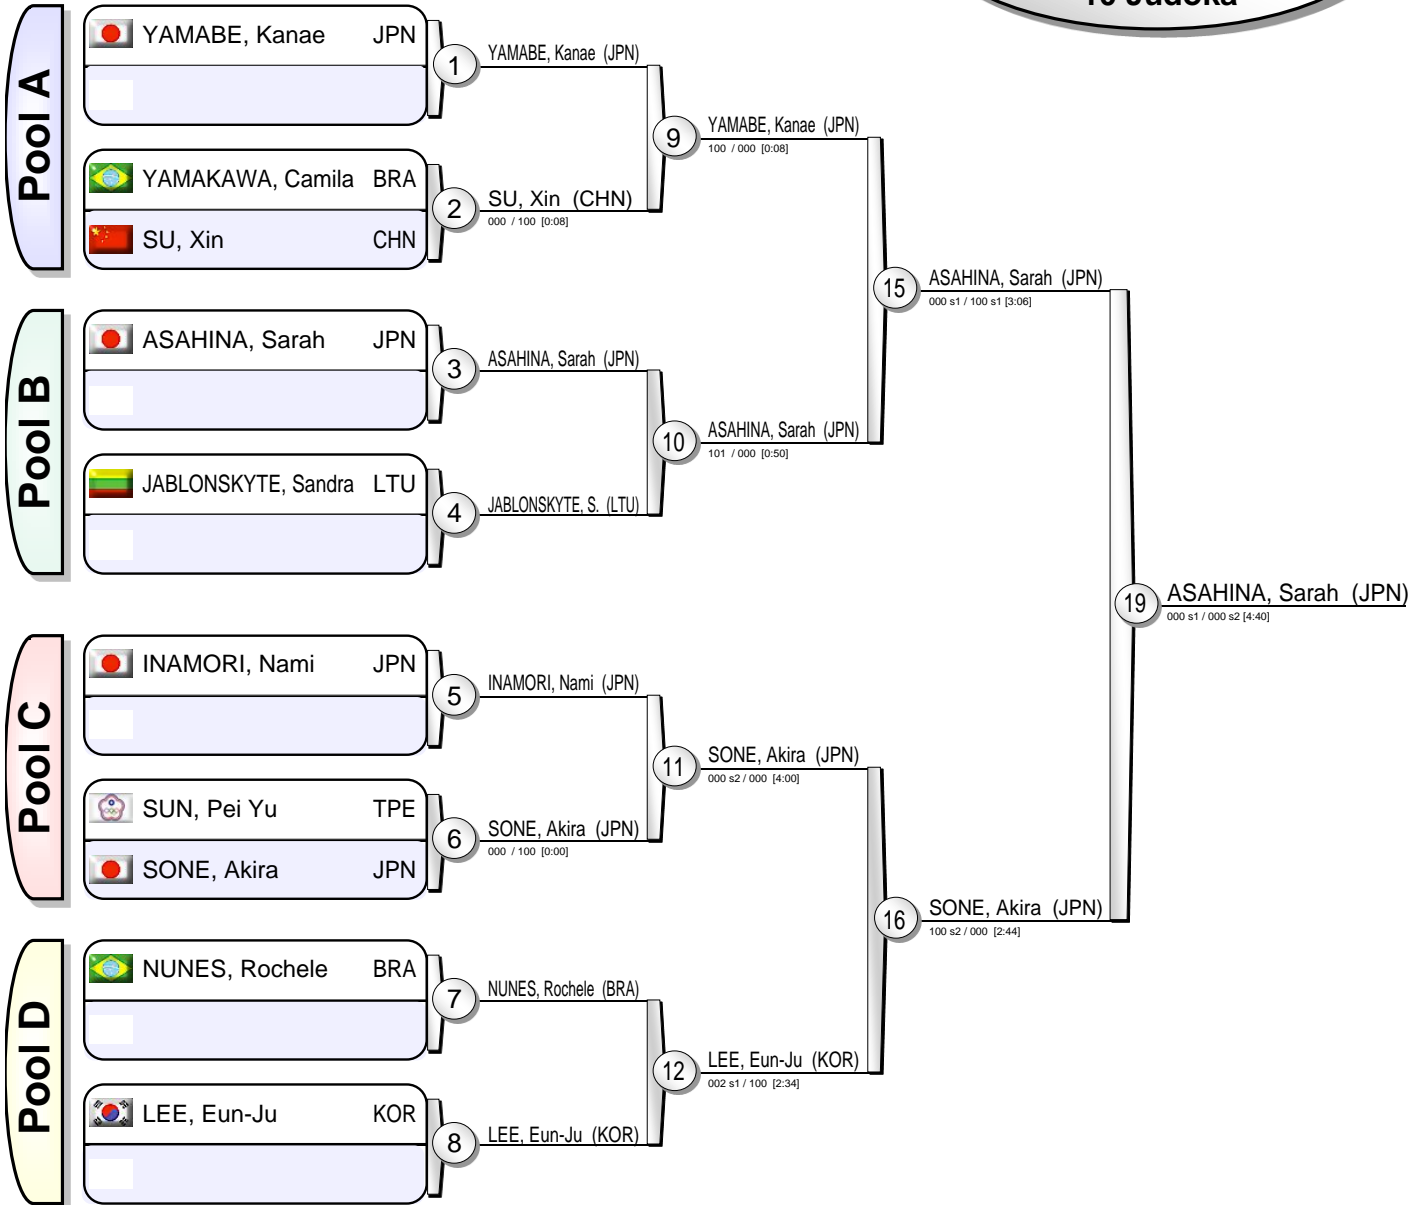 10 Judoka
Pool A
YAMABE, Kanae JPN
YAMAKAWA, Camila BRA
SU, Xin CHN
Pool B
ASAHINA, Sarah JPN
JABLONSKYTE, Sandra LTU
Pool C
INAMORI, Nami JPN
SUN, Pei Yu TPE
SONE, Akira JPN
Pool D
NUNES, Rochele BRA
LEE, Eun-Ju KOR
1
YAMABE, Kanae (JPN)
2
SU, Xin (CHN)
000 / 100 [0:08]
3
ASAHINA, Sarah (JPN)
4
JABLONSKYTE, S. (LTU)
5
INAMORI, Nami (JPN)
6
SONE, Akira (JPN)
000 / 100 [0:00]
7
NUNES, Rochele (BRA)
8
LEE, Eun-Ju (KOR)
9
YAMABE, Kanae (JPN)
100 / 000 [0:08]
10
ASAHINA, Sarah (JPN)
101 / 000 [0:50]
11
SONE, Akira (JPN)
000 s2 / 000 [4:00]
12
LEE, Eun-Ju (KOR)
002 s1 / 100 [2:34]
15
ASAHINA, Sarah (JPN)
000 s1 / 100 s1 [3:06]
16
SONE, Akira (JPN)
100 s2 / 000 [2:44]
19
ASAHINA, Sarah (JPN)
000 s1 / 000 s2 [4:40]